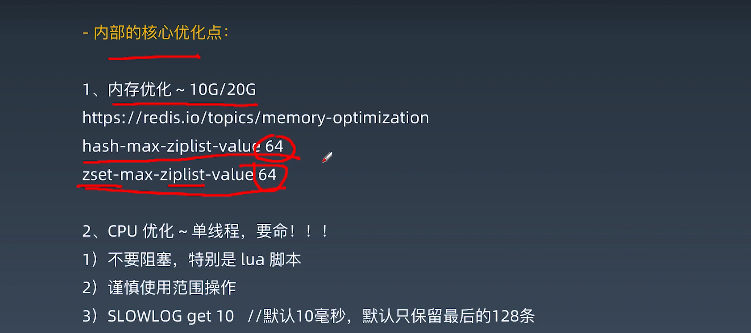 - 内部的核心优化点：
1、内存优化 ~ 10G/20G
https://redis.io/topics/memory-optimization
hash-max-ziplist-value 64
zset-max-ziplist-value 64
2、CPU 优化 ~ 单线程，要命！！！
1）不要阻塞，特别是 lua 脚本
2）谨慎使用范围操作
3）SLOWLOG get 10 //默认10毫秒，默认只保留最后的128条